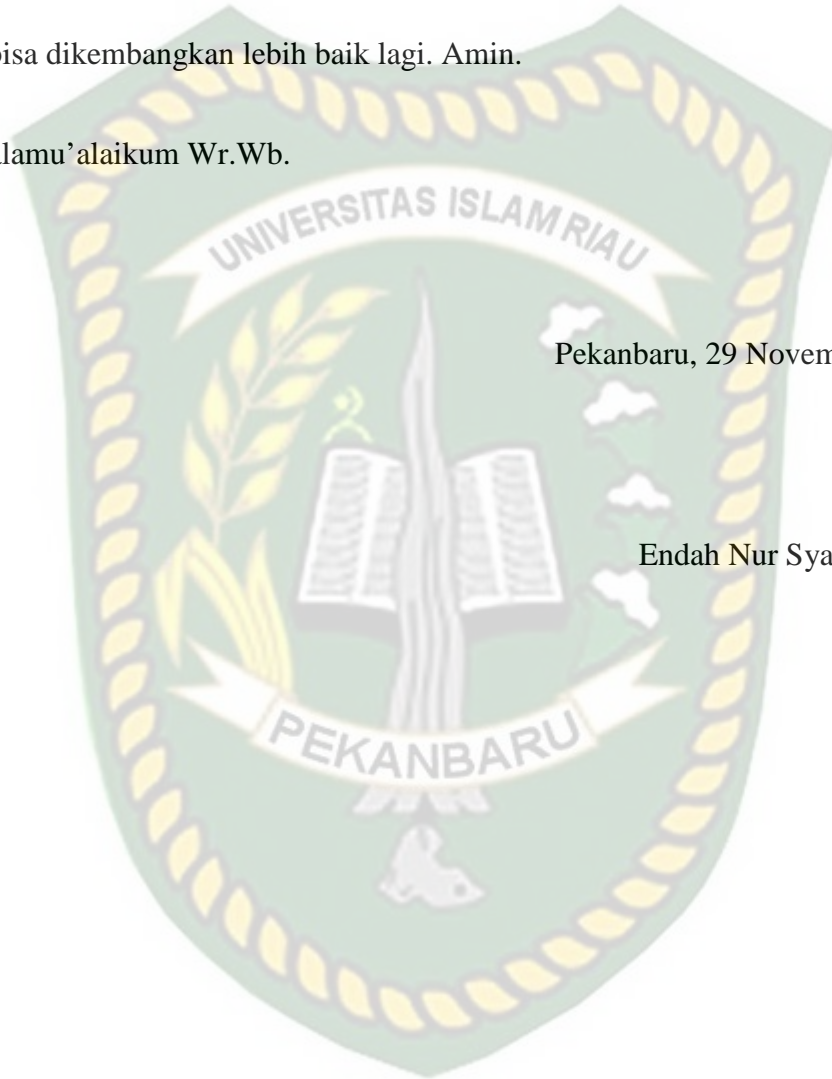 bisa dikembangkan lebih baik lagi. Amin.
alamu’alaikum Wr.Wb.
UNIVERSITAS ISLAM RIAU
Pekanbaru, 29 Novem
Endah Nur Sya
PEKANBARU